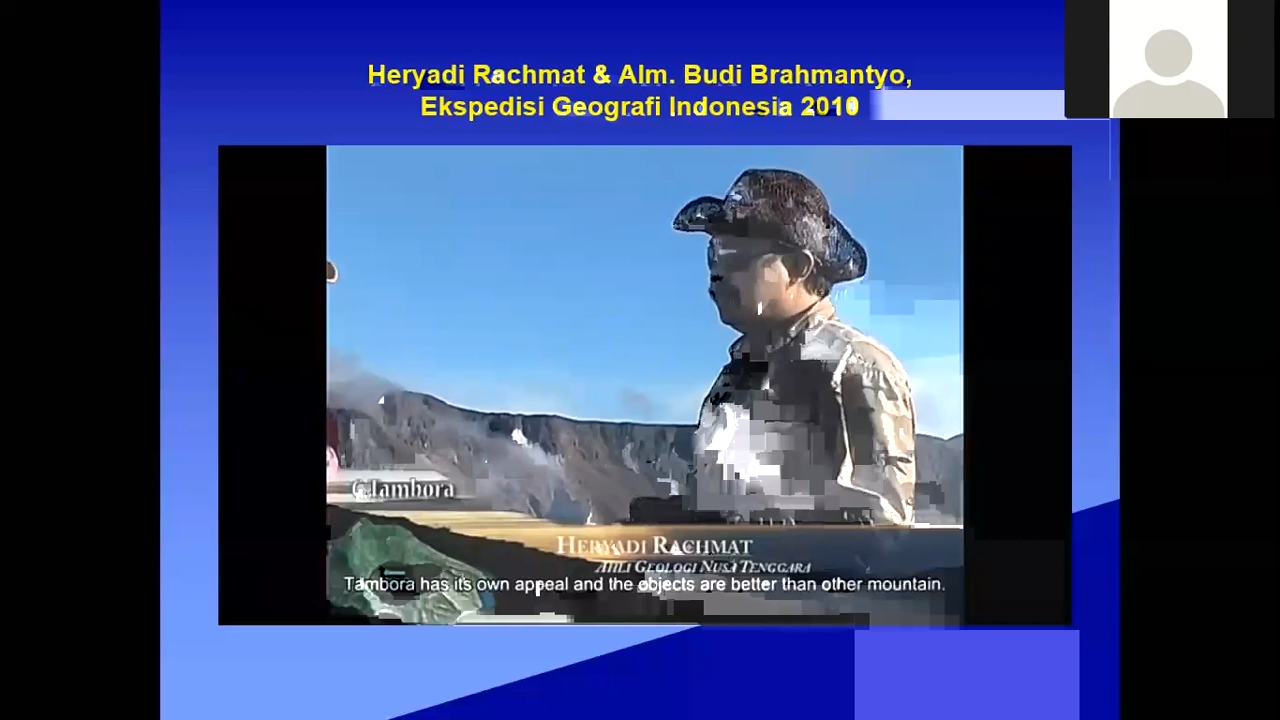 Heryadi Rachmat & Alm. Budi Brahmantyo,
Ekspedisi Geografi Indonesia 2010
G Tambora
HERYADI RACHMAT
AHLI GEOLOGI NUSA TENGGARA
Tambora has its own appeal and the objects are better than other mountain.